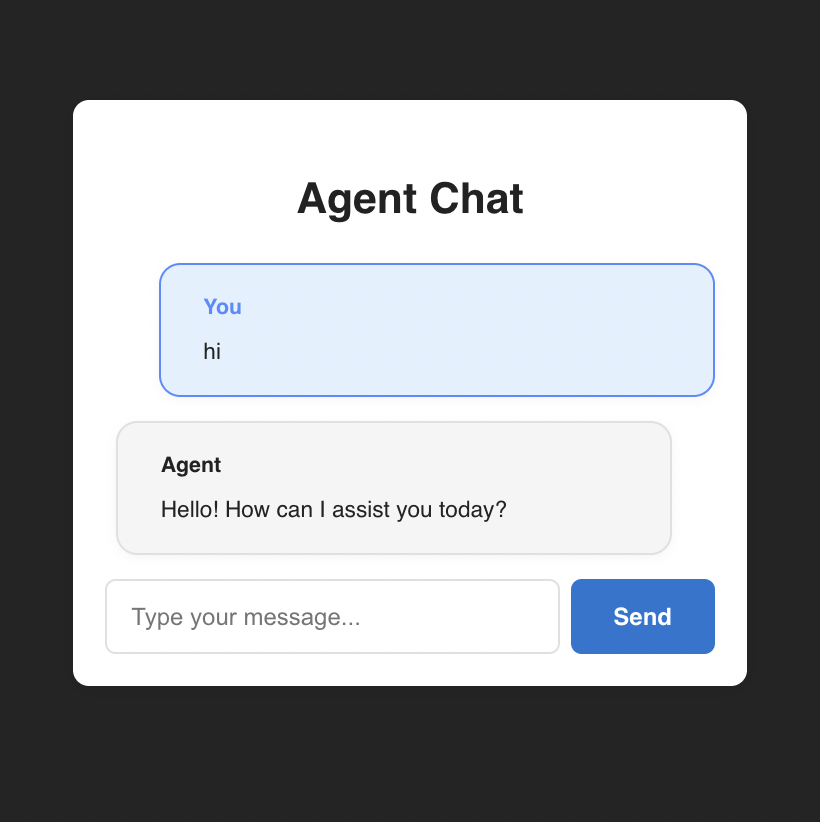 Agent Chat
You
hi
Agent
Hello! How can I assist you today?
Type your message...
Send